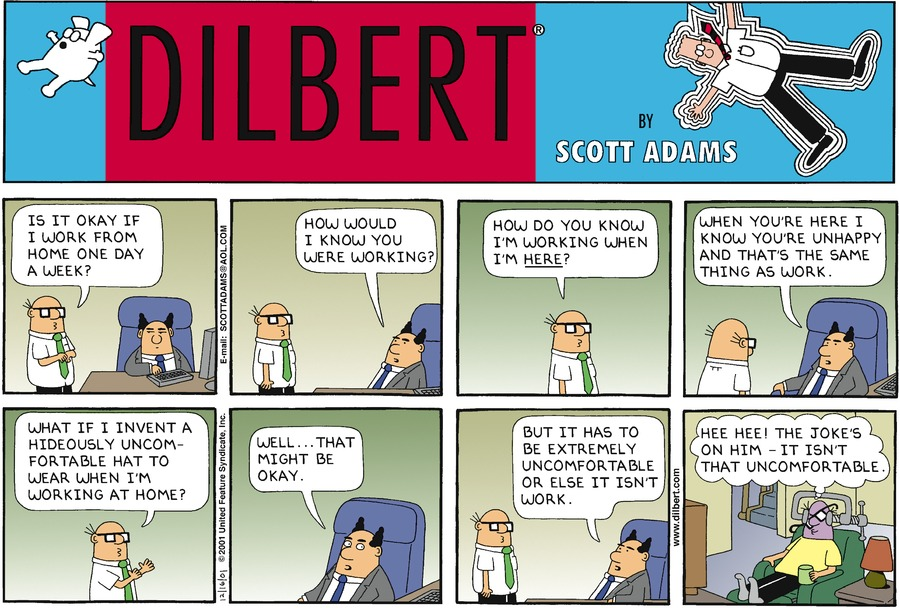 DILBERT®
BY
SCOTT ADAMS
IS IT OKAY IF
I WORK FROM
HOME ONE DAY
A WEEK?
E-mail: SCOTTADAMS@AOL.COM
HOW WOULD
I KNOW YOU
WERE WORKING?
HOW DO YOU KNOW
I'M WORKING WHEN
I'M HERE?
WHEN YOU'RE HERE I
KNOW YOU'RE UNHAPPY
AND THAT'S THE SAME
THING AS WORK.
WHAT IF I INVENT A
HIDEOUSLY UNCOM-
FORTABLE HAT TO
WEAR WHEN I'M
WORKING AT HOME?
12/16/01 © 2001 United Feature Syndicate, Inc.
WELL...THAT
MIGHT BE
OKAY.
BUT IT HAS TO
BE EXTREMELY
UNCOMFORTABLE
OR ELSE IT ISN'T
WORK.
www.dilbert.com
HEE HEE! THE JOKE'S
ON HIM - IT ISN'T
THAT UNCOMFORTABLE.